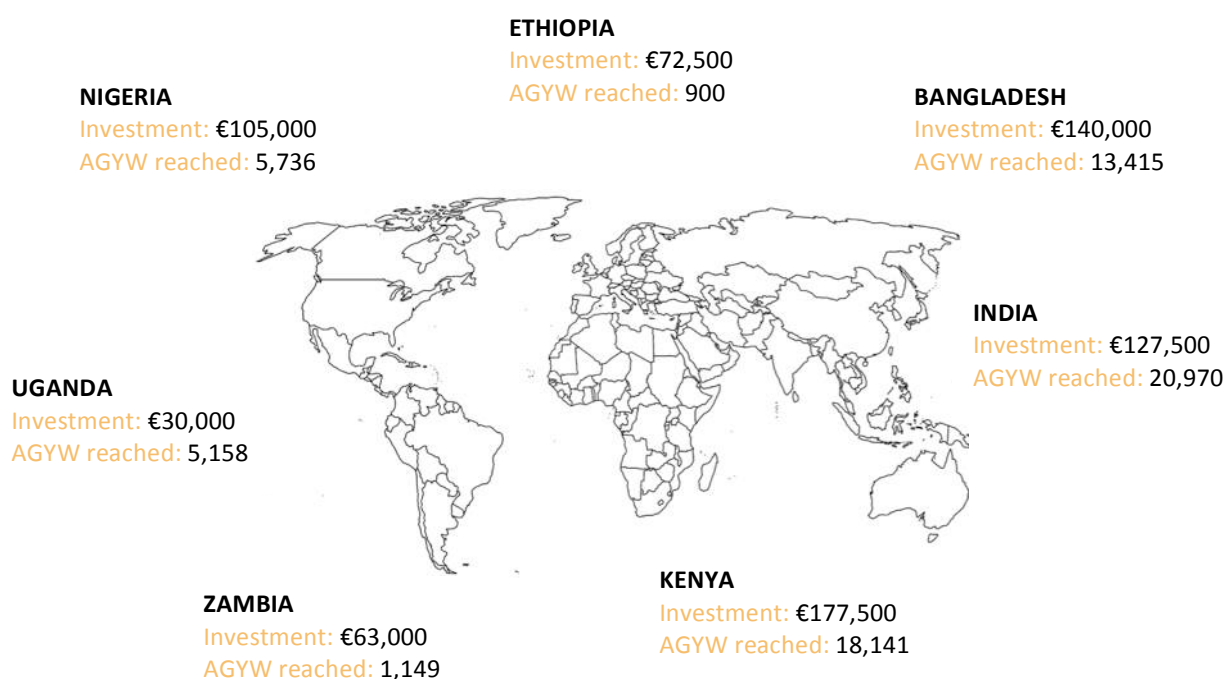 ETHIOPIA
Investment: €72,500
AGYW reached: 900
NIGERIA
Investment: €105,000
AGYW reached: 5,736
BANGLADESH
Investment: €140,000
AGYW reached: 13,415
INDIA
Investment: €127,500
AGYW reached: 20,970
UGANDA
Investment: €30,000
AGYW reached: 5,158
KENYA
Investment: €177,500
AGYW reached: 18,141
ZAMBIA
Investment: €63,000
AGYW reached: 1,149